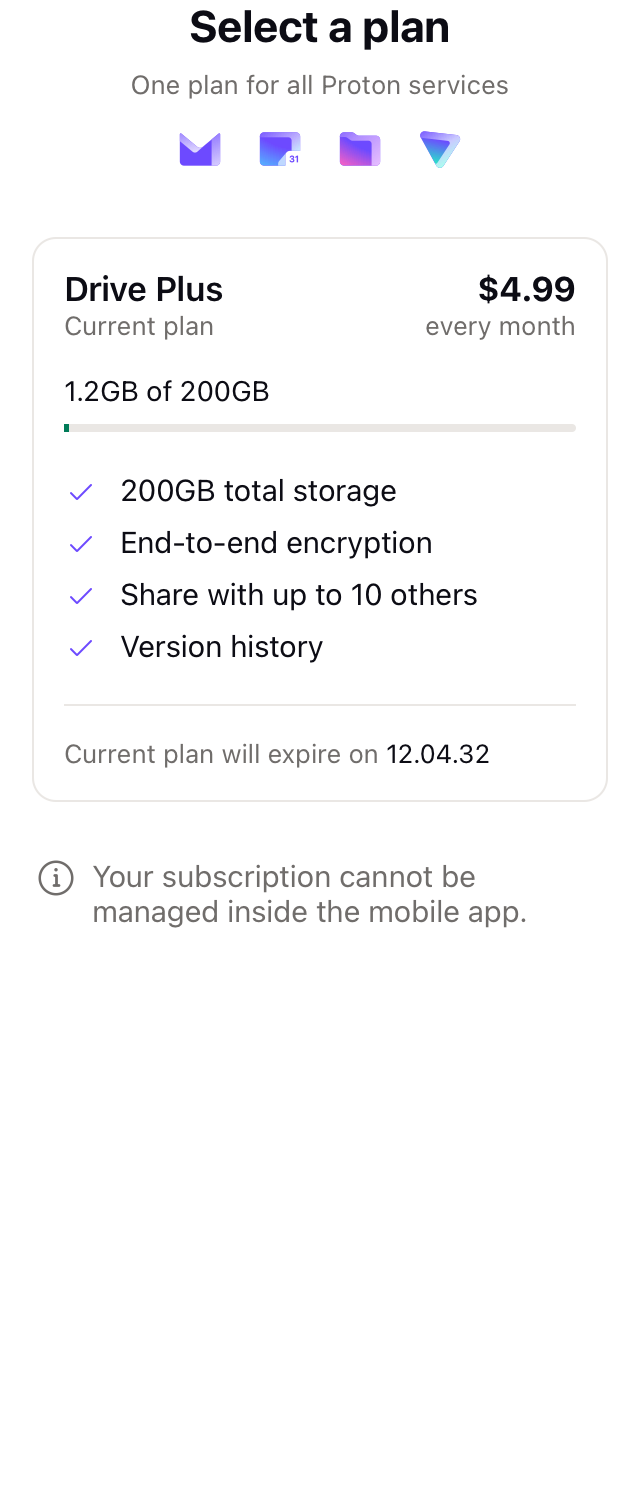 Select a plan
One plan for all Proton services
31
Drive Plus
$4.99
Current plan
every month
1.2GB of 200GB
200GB total storage
End-to-end encryption
Share with up to 10 others
Version history
Current plan will expire on 12.04.32
Your subscription cannot be
managed inside the mobile app.